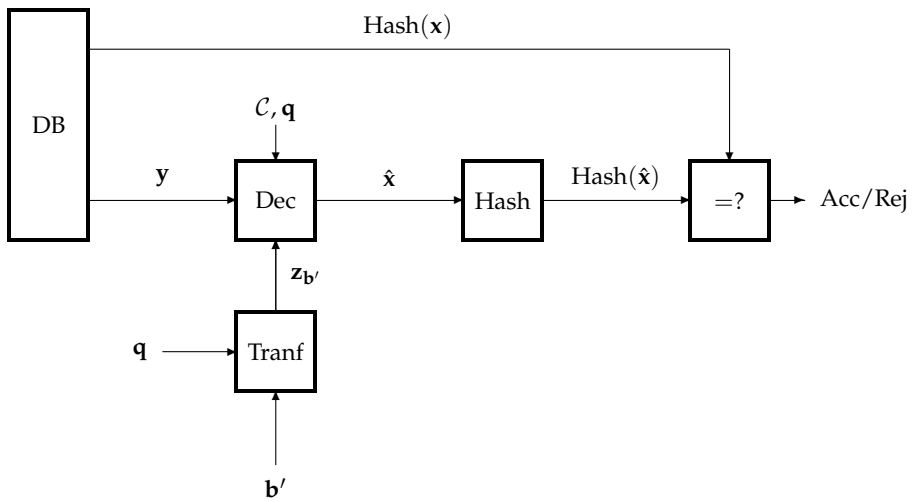 Hash(x)
DB
𝒞, q
y
Dec
x̂
Hash
Hash(x̂)
=?
Acc/Rej
z_b′
q
Tranf
b′